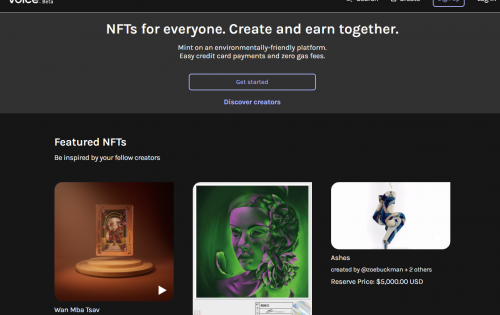 voice. Beta
Search
Create
Sign up
Log in
NFTs for everyone. Create and earn together.
Mint on an environmentally-friendly platform.
Easy credit card payments and zero gas fees.
Get started
Discover creators
Featured NFTs
Be inspired by your fellow creators
Wan Mba Tsav
Ashes
created by @zoebuckman + 2 others
Reserve Price: $5,000.00 USD